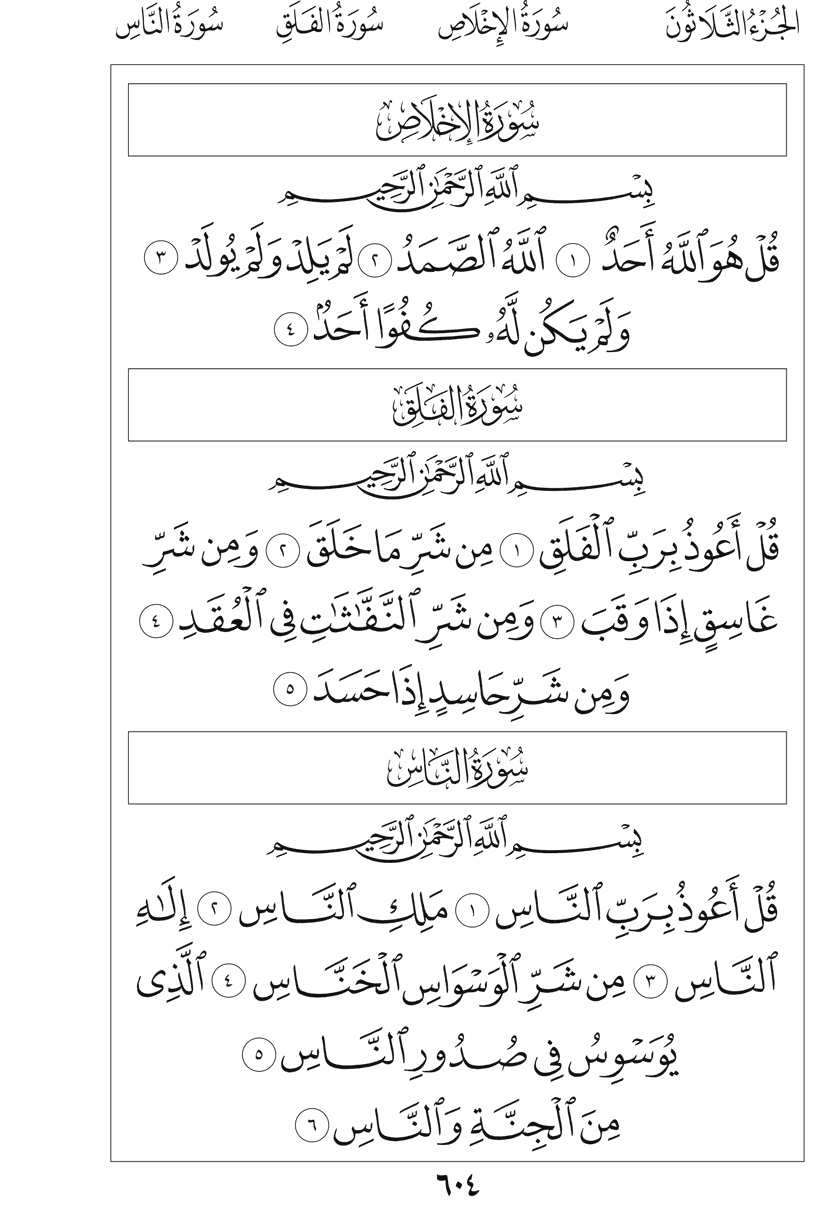 الجُزْءُ الثَّلَاثُونَ سُورَةُ الإِخْلَاصِ سُورَةُ الفَلَقِ سُورَةُ النَّاسِ
سُورَةُ الإِخْلَاصِ
بِسْمِ ٱللَّهِ ٱلرَّحْمَٰنِ ٱلرَّحِيمِ
قُلْ هُوَ ٱللَّهُ أَحَدٌ ١ ٱللَّهُ ٱلصَّمَدُ ٢ لَمْ يَلِدْ وَلَمْ يُولَدْ ٣
وَلَمْ يَكُن لَّهُۥ كُفُوًا أَحَدٌۢ ٤
سُورَةُ الفَلَقِ
بِسْمِ ٱللَّهِ ٱلرَّحْمَٰنِ ٱلرَّحِيمِ
قُلْ أَعُوذُ بِرَبِّ ٱلْفَلَقِ ١ مِن شَرِّ مَا خَلَقَ ٢ وَمِن شَرِّ
غَاسِقٍ إِذَا وَقَبَ ٣ وَمِن شَرِّ ٱلنَّفَّـٰثَـٰتِ فِى ٱلْعُقَدِ ٤
وَمِن شَرِّ حَاسِدٍ إِذَا حَسَدَ ٥
سُورَةُ النَّاسِ
بِسْمِ ٱللَّهِ ٱلرَّحْمَٰنِ ٱلرَّحِيمِ
قُلْ أَعُوذُ بِرَبِّ ٱلنَّاسِ ١ مَلِكِ ٱلنَّاسِ ٢ إِلَـٰهِ
ٱلنَّاسِ ٣ مِن شَرِّ ٱلْوَسْوَاسِ ٱلْخَنَّاسِ ٤ ٱلَّذِى
يُوَسْوِسُ فِى صُدُورِ ٱلنَّاسِ ٥
مِنَ ٱلْجِنَّةِ وَٱلنَّاسِ ٦
٦٠٤